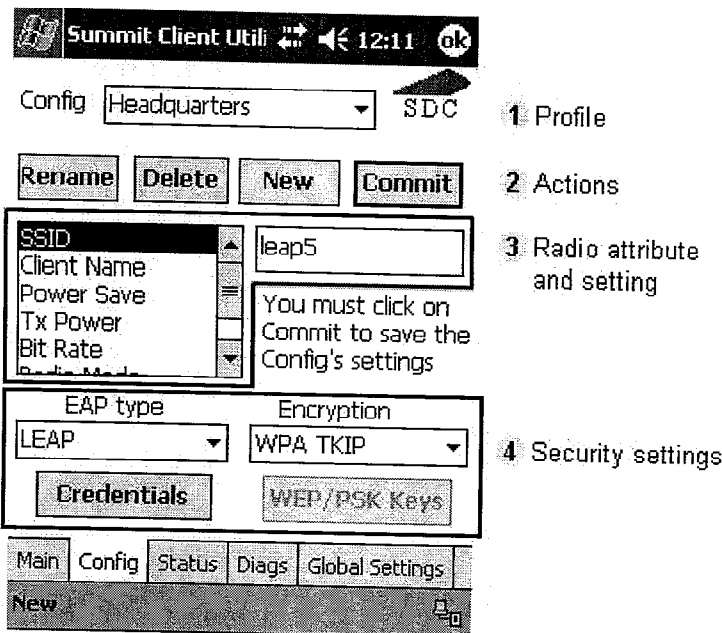 Summit Client Utili 12:11 ok
Config Headquarters SDC
1 Profile
Rename Delete New Commit
2 Actions
SSID
Client Name
Power Save
Tx Power
Bit Rate
Radio Mode
leap5
You must click on
Commit to save the
Config's settings
3 Radio attribute
and setting
EAP type Encryption
LEAP WPA TKIP
Credentials WEP/PSK Keys
4 Security settings
Main Config Status Diags Global Settings
New